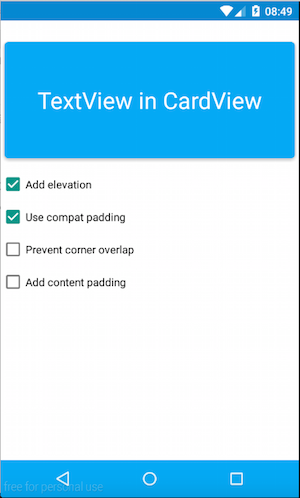 08:49
TextView in CardView
Add elevation
Use compat padding
Prevent corner overlap
Add content padding
free for personal use